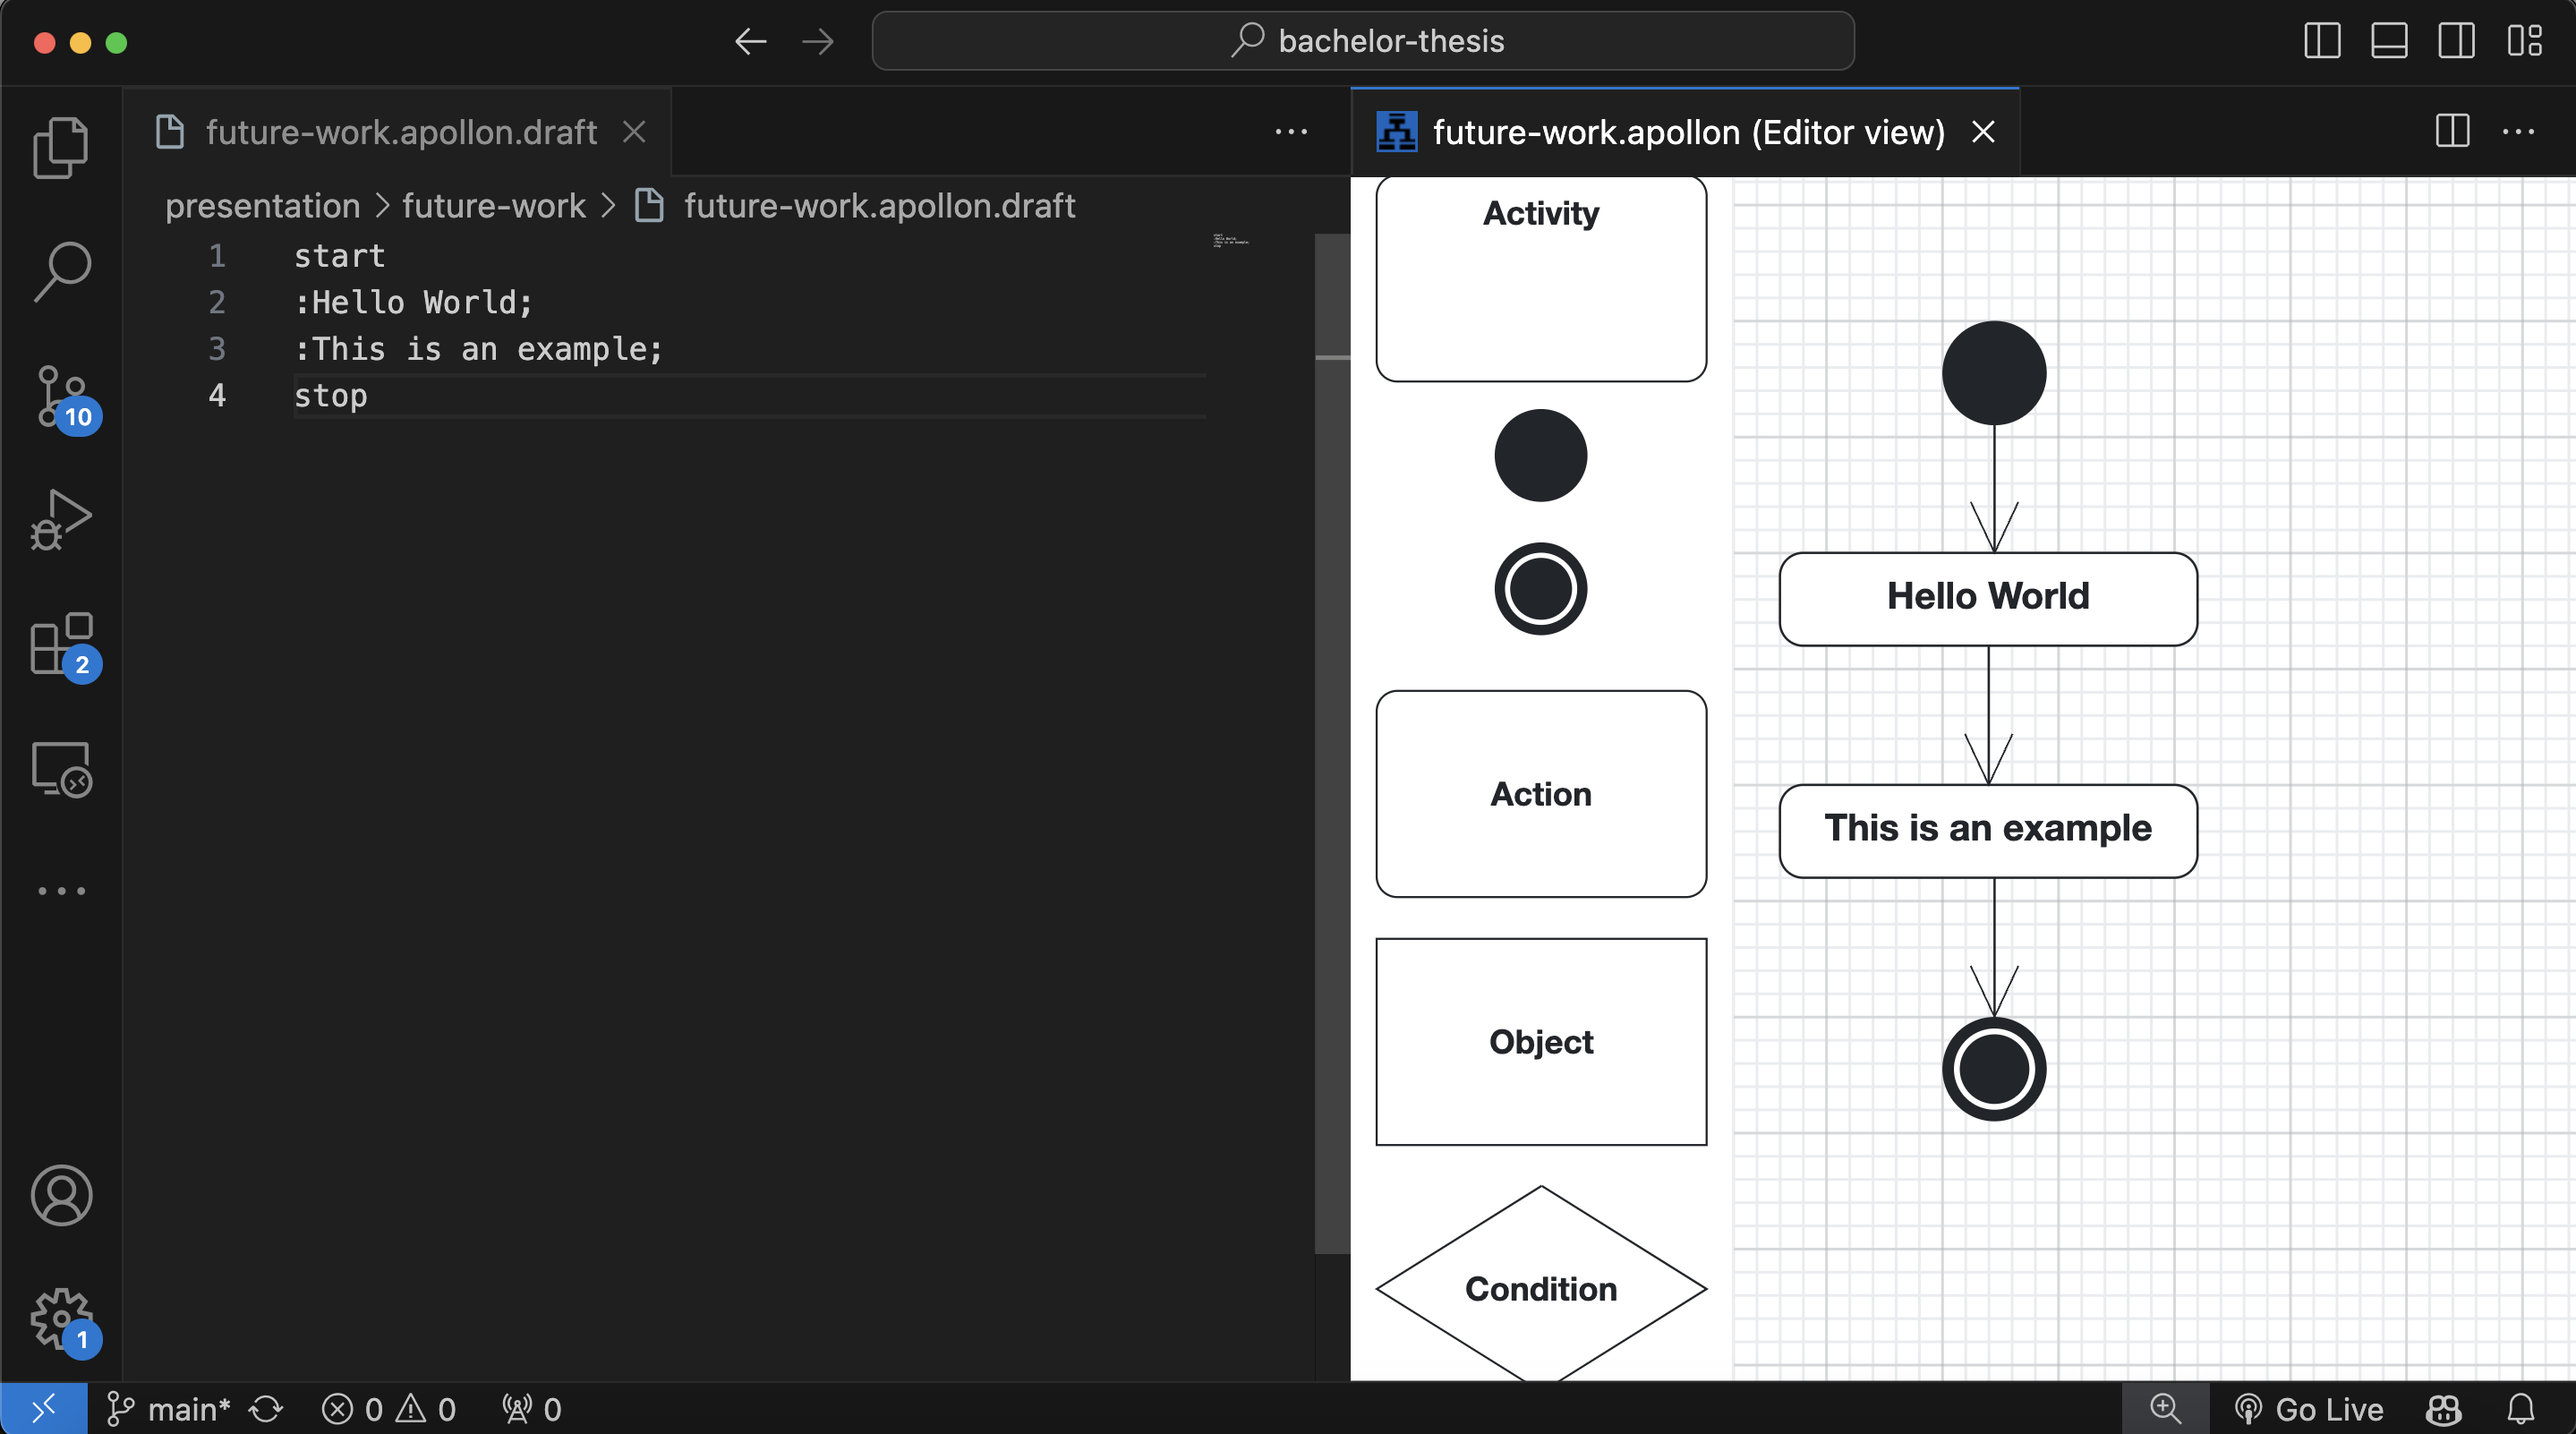 bachelor-thesis
future-work.apollon.draft
future-work.apollon (Editor view)
presentation > future-work > future-work.apollon.draft
1 start
2 :Hello World;
3 :This is an example;
4 stop
10
2
1
Activity
Action
Object
Condition
Hello World
This is an example
main* 0 0 0
Go Live